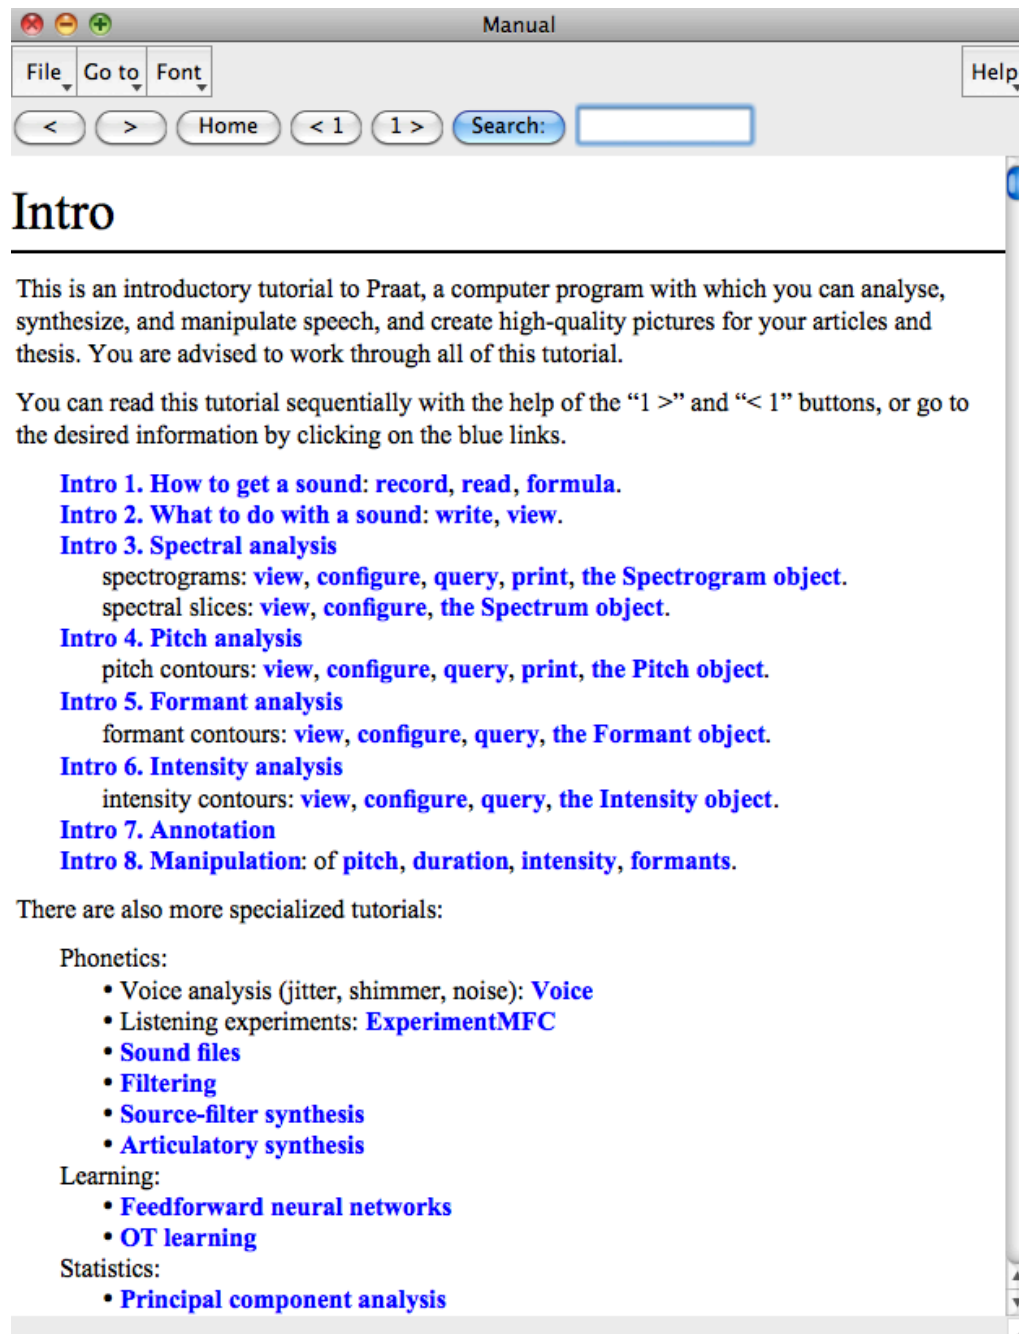 Manual
File Go to Font Help
< > Home < 1 1 > Search:
Intro
This is an introductory tutorial to Praat, a computer program with which you can analyse,
synthesize, and manipulate speech, and create high-quality pictures for your articles and
thesis. You are advised to work through all of this tutorial.
You can read this tutorial sequentially with the help of the “1 >” and “< 1” buttons, or go to
the desired information by clicking on the blue links.
Intro 1. How to get a sound: record, read, formula.
Intro 2. What to do with a sound: write, view.
Intro 3. Spectral analysis
spectrograms: view, configure, query, print, the Spectrogram object.
spectral slices: view, configure, the Spectrum object.
Intro 4. Pitch analysis
pitch contours: view, configure, query, print, the Pitch object.
Intro 5. Formant analysis
formant contours: view, configure, query, the Formant object.
Intro 6. Intensity analysis
intensity contours: view, configure, query, the Intensity object.
Intro 7. Annotation
Intro 8. Manipulation: of pitch, duration, intensity, formants.
There are also more specialized tutorials:
Phonetics:
• Voice analysis (jitter, shimmer, noise): Voice
• Listening experiments: ExperimentMFC
• Sound files
• Filtering
• Source-filter synthesis
• Articulatory synthesis
Learning:
• Feedforward neural networks
• OT learning
Statistics:
• Principal component analysis